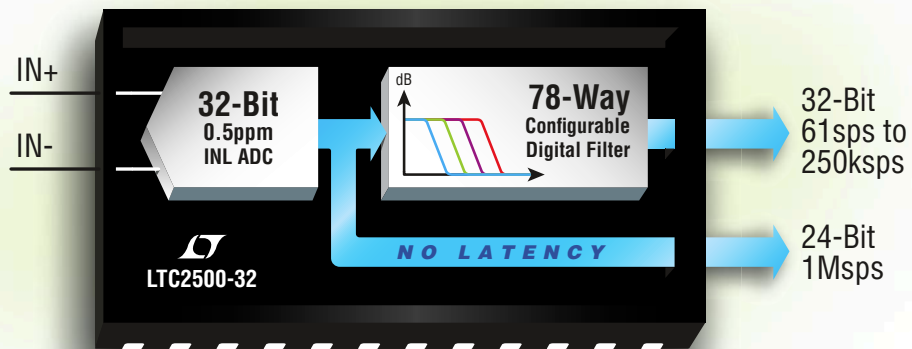 IN+
IN-
32-Bit
0.5ppm
INL ADC
dB
78-Way
Configurable
Digital Filter
32-Bit
61sps to
250ksps
NO LATENCY
24-Bit
1Msps
LTC2500-32